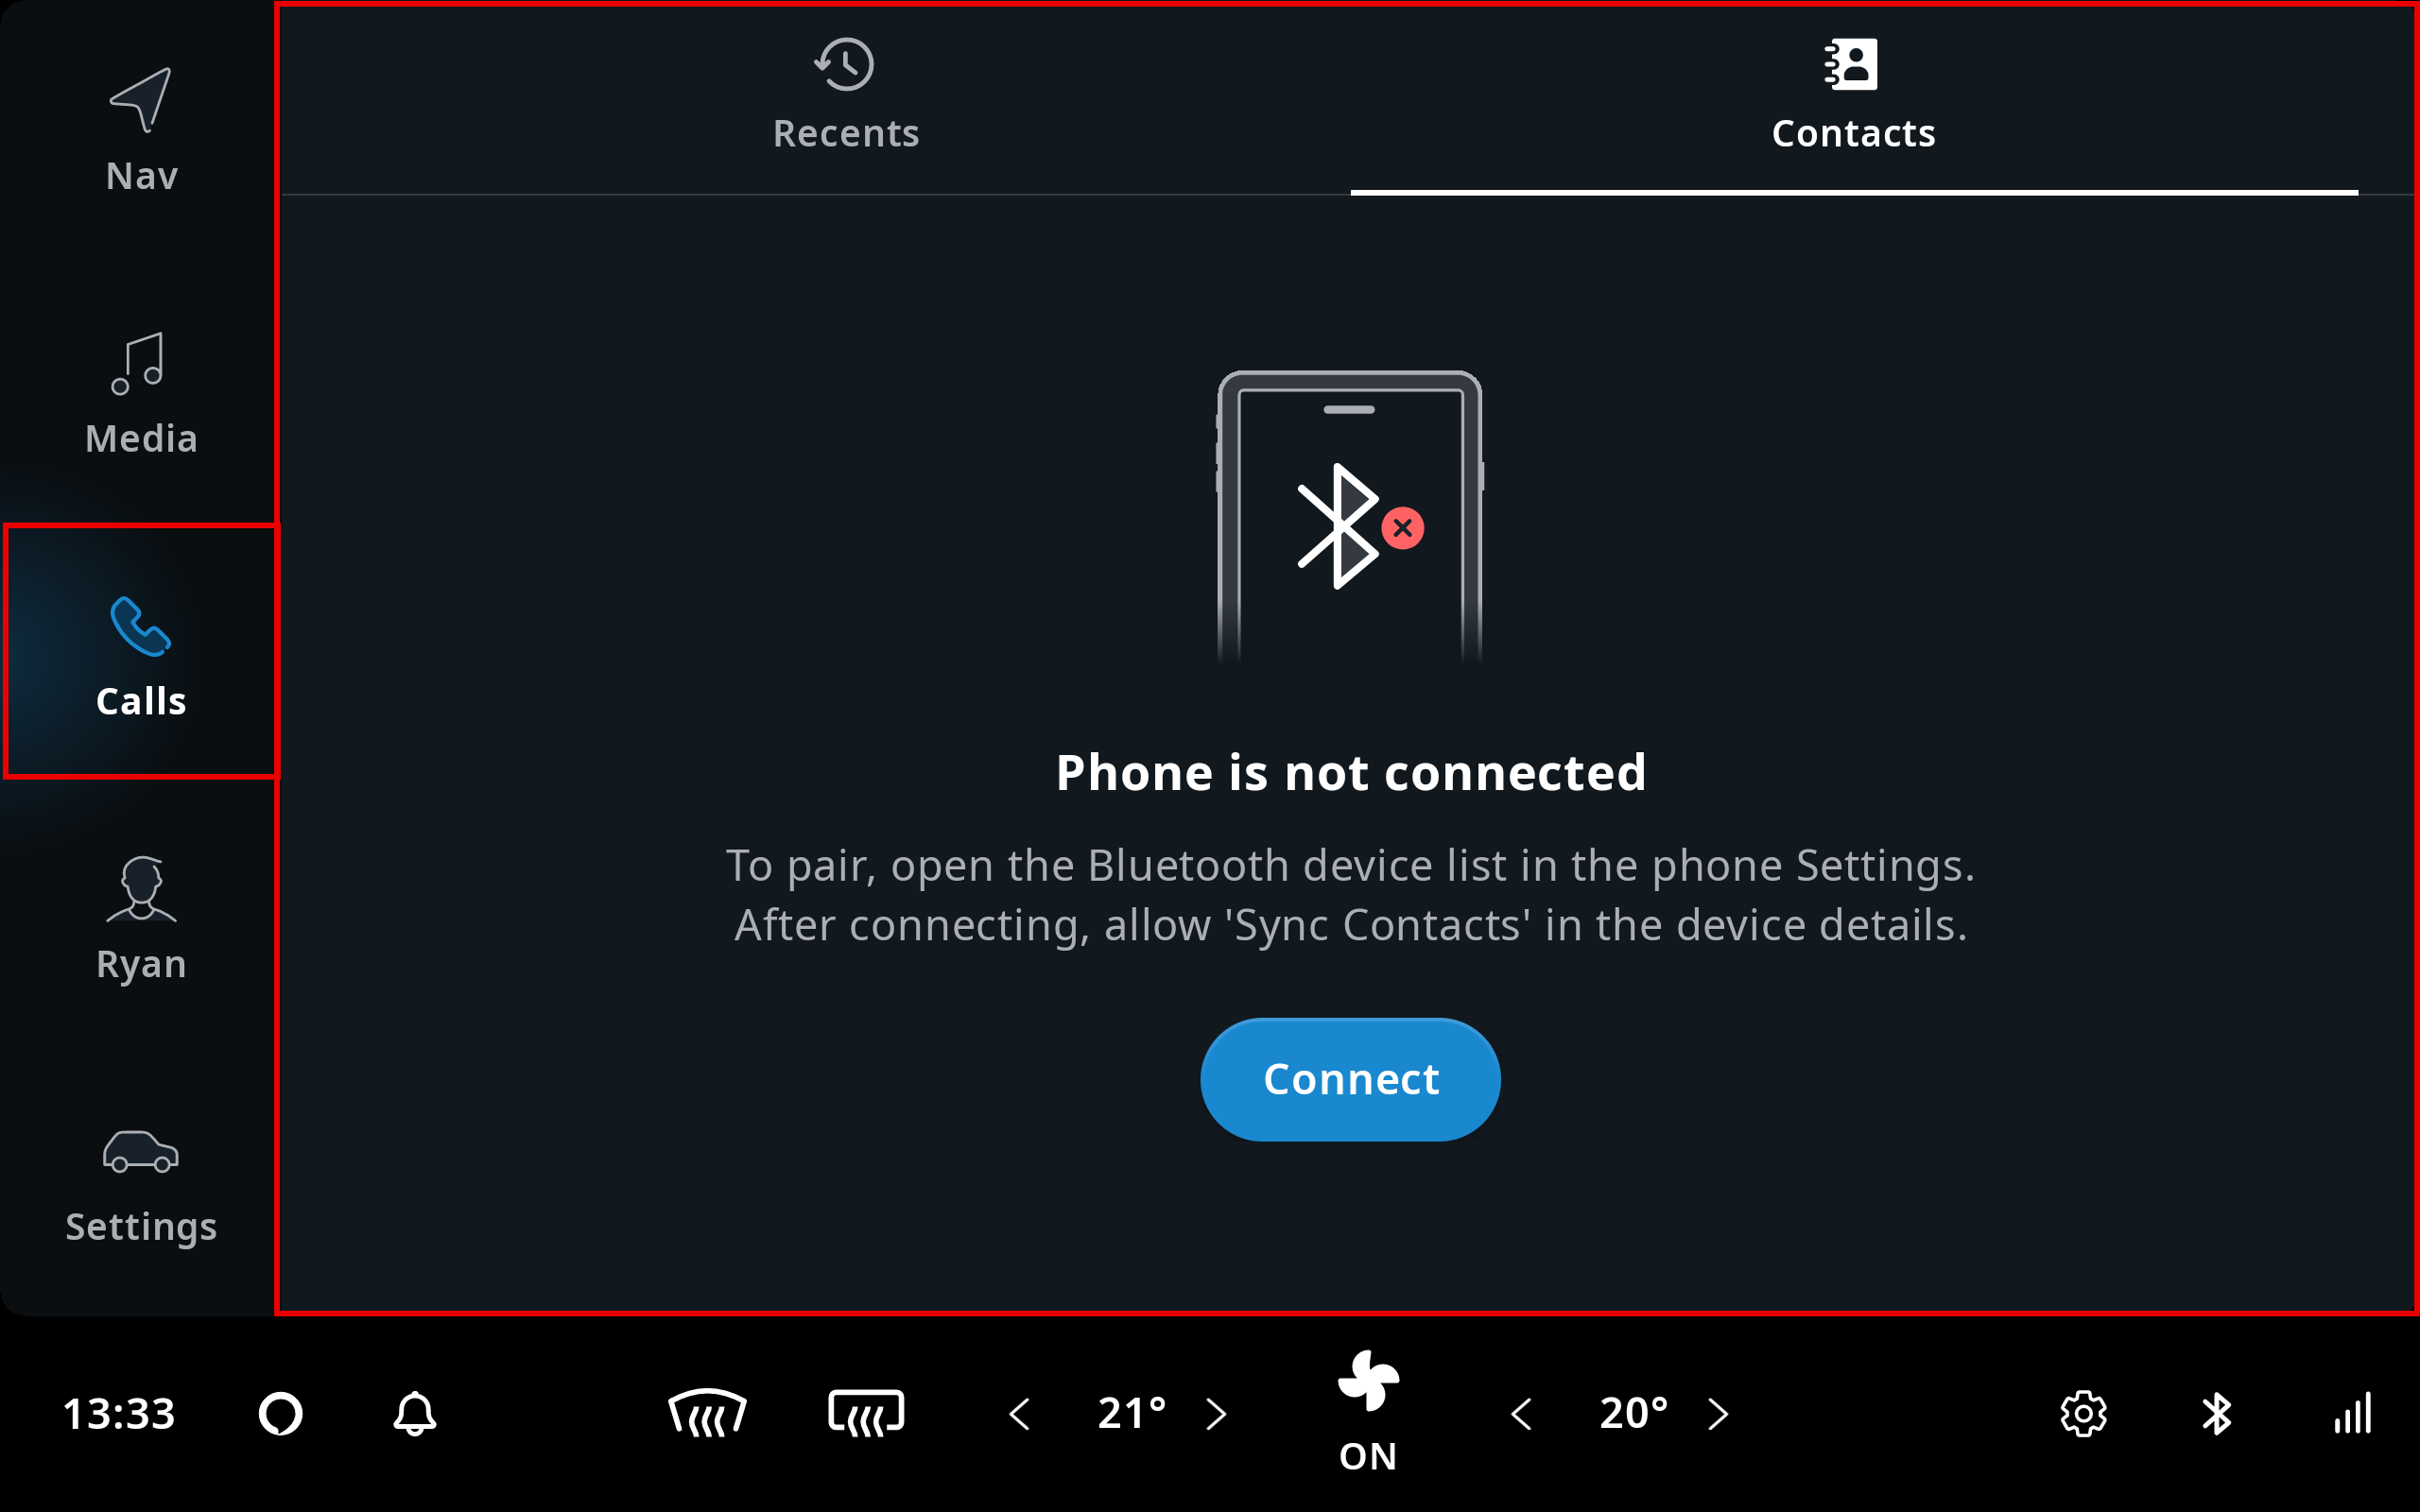 Nav
Media
Calls
Ryan
Settings
Recents
Contacts
Phone is not connected
To pair, open the Bluetooth device list in the phone Settings.
After connecting, allow 'Sync Contacts' in the device details.
Connect
13:33
21°
ON
20°